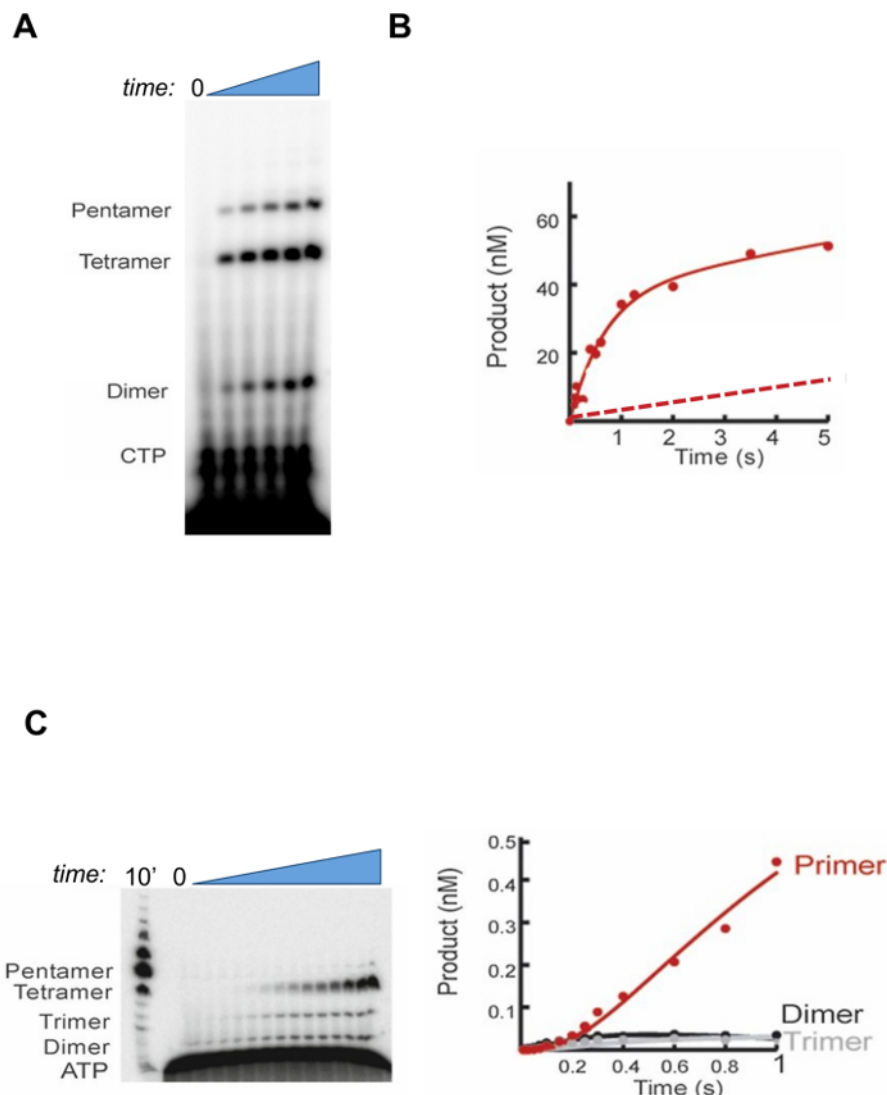 A
B
time: 0
Pentamer
Tetramer
Dimer
CTP
Product (nM)
60
40
20
1 2 3 4 5
Time (s)
C
time: 10' 0
Pentamer
Tetramer
Trimer
Dimer
ATP
Product (nM)
0.5
0.4
0.3
0.2
0.1
0.2 0.4 0.6 0.8 1
Time (s)
Primer
Dimer
Trimer